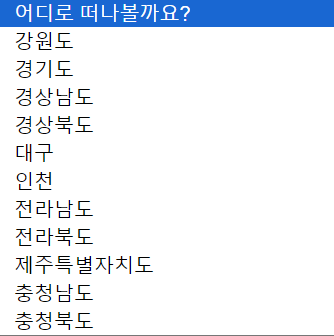 어디로 떠나볼까요?
강원도
경기도
경상남도
경상북도
대구
인천
전라남도
전라북도
제주특별자치도
충청남도
충청북도